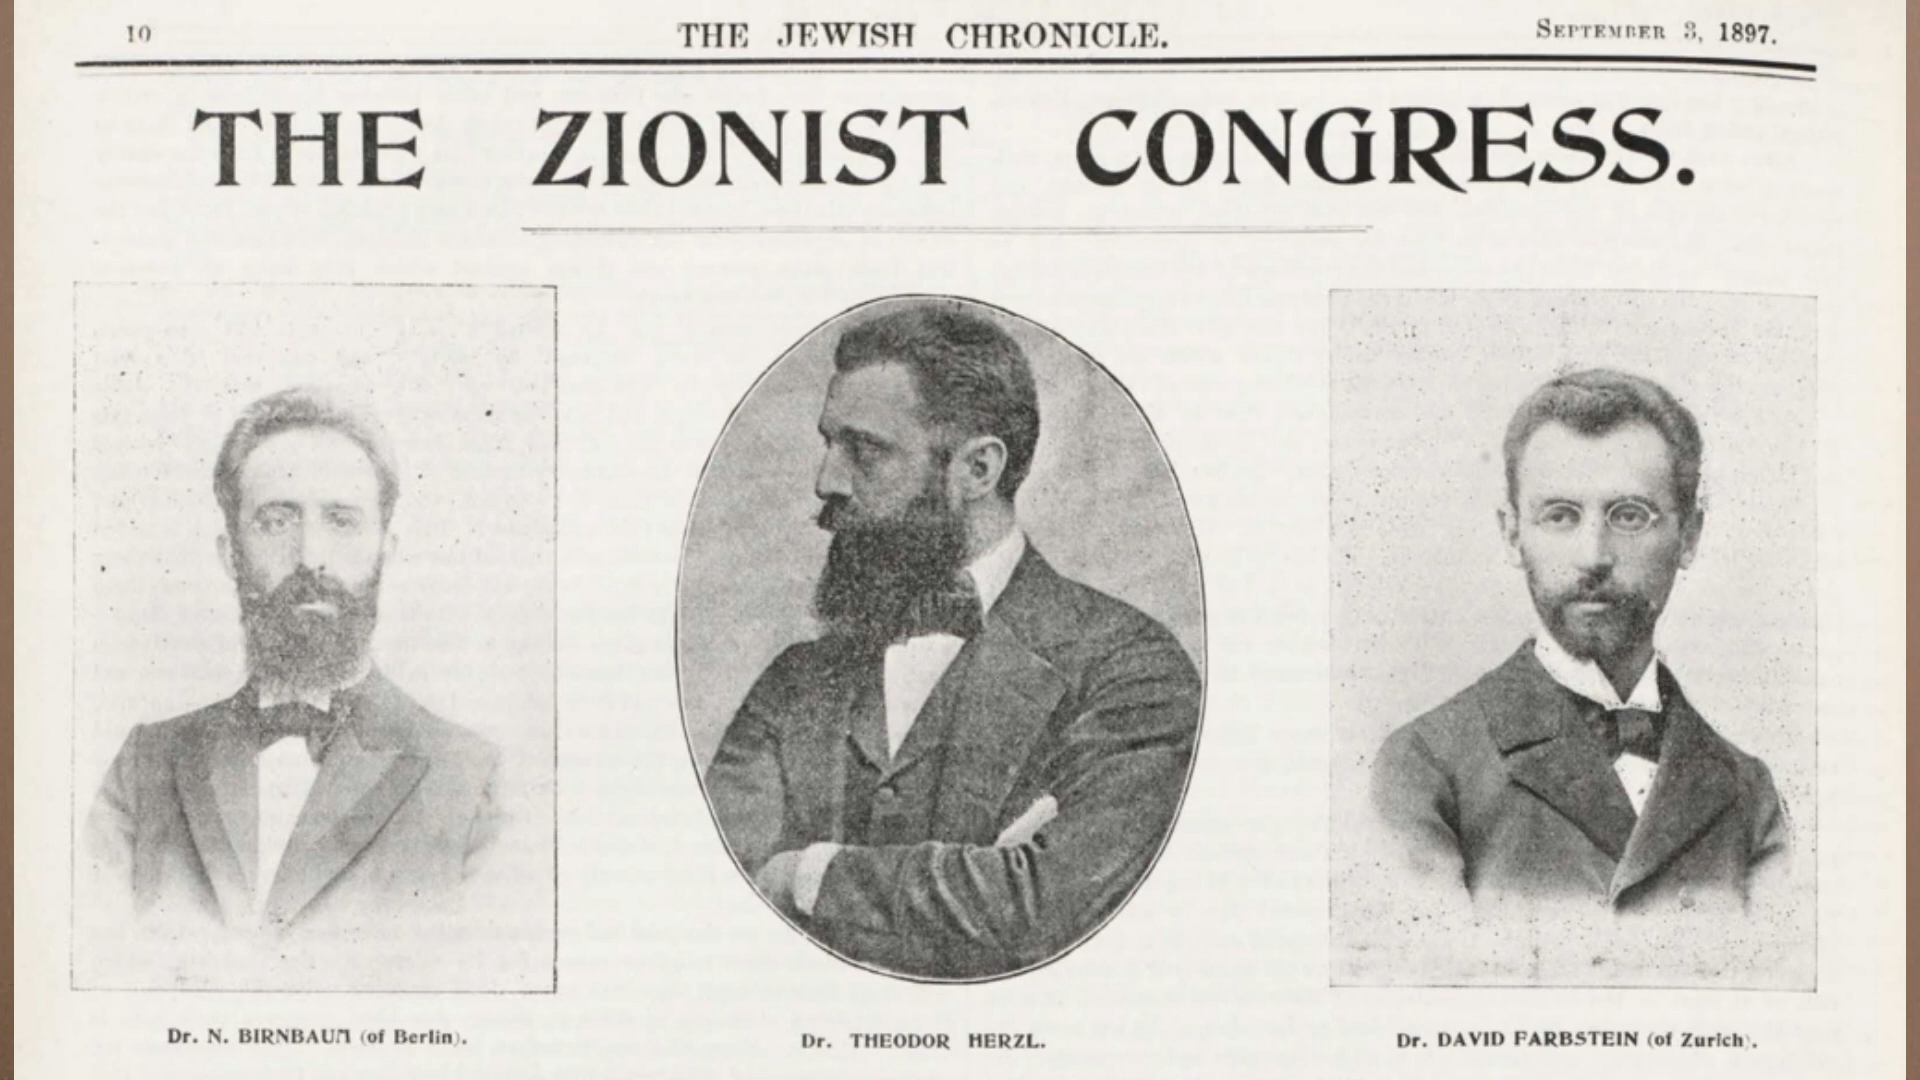 10 THE JEWISH CHRONICLE. SEPTEMBER 3, 1897.
THE ZIONIST CONGRESS.
Dr. N. BIRNBAUM (of Berlin). Dr. THEODOR HERZL. Dr. DAVID FARBSTEIN (of Zurich).